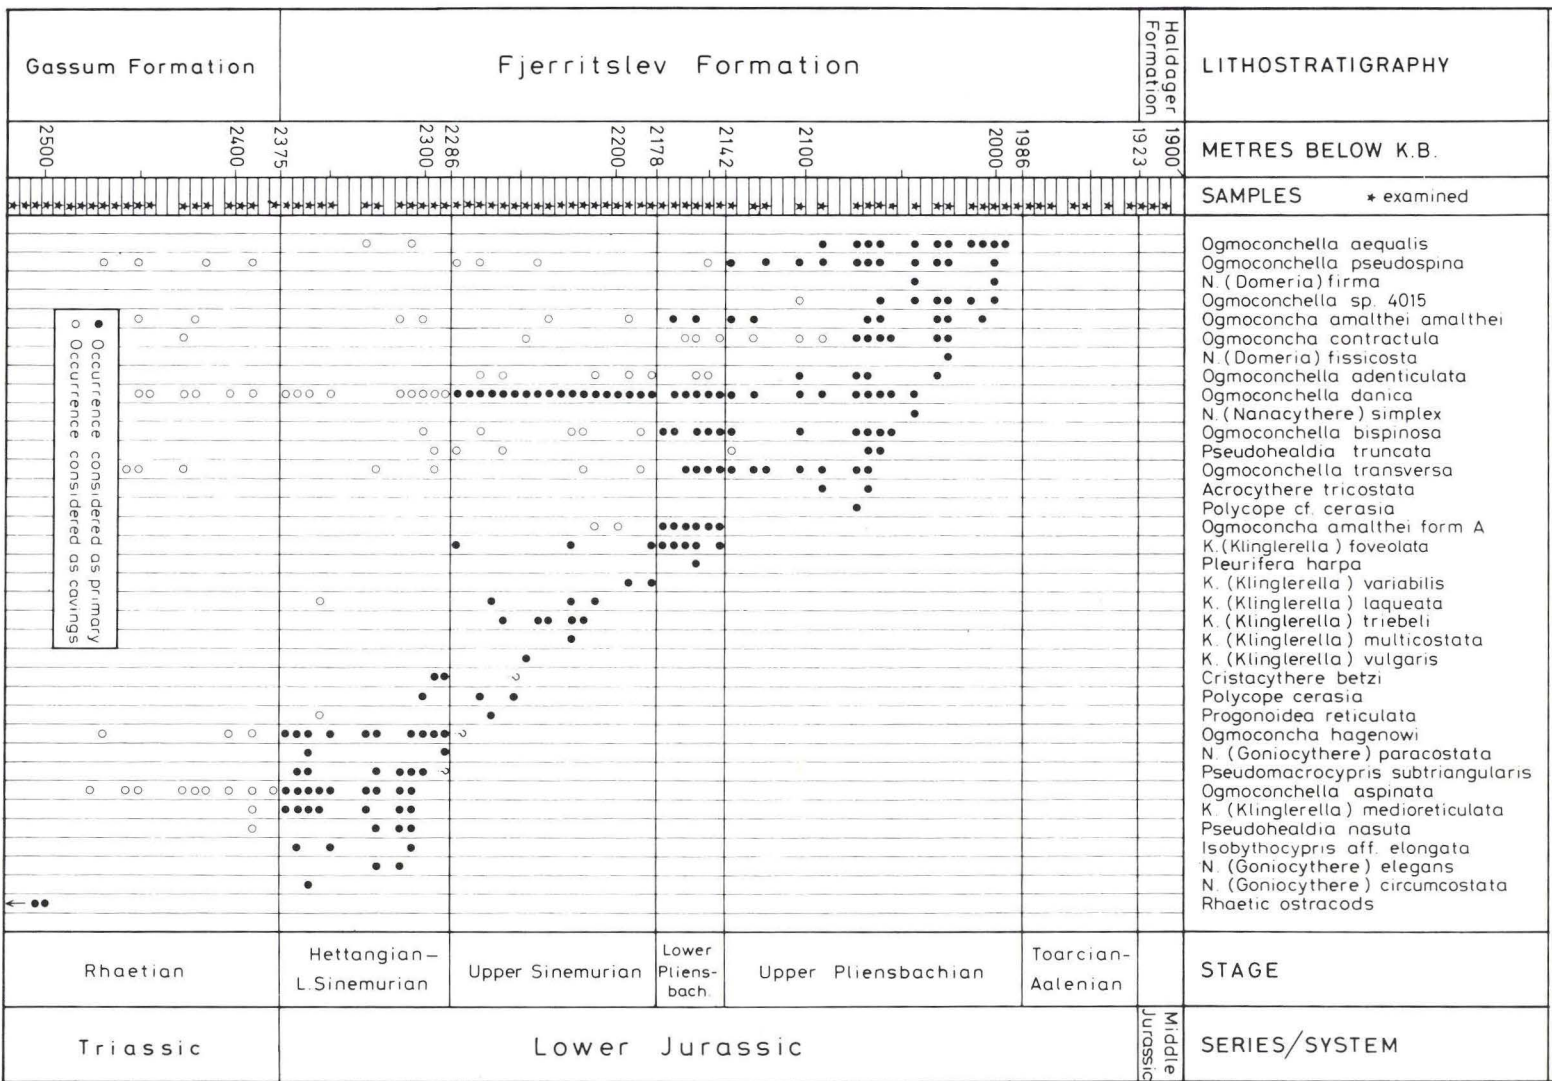 Gassum Formation
Fjerritslev Formation
Haldager
Formation
LITHOSTRATIGRAPHY
2500
2400
2375
2300
2286
2200
2178
2142
2100
2000
1986
1923
1900
METRES BELOW K.B.
SAMPLES ★ examined
Ogmoconchella aequalis
Ogmoconchella pseudospina
N. (Domeria) firma
Ogmoconchella sp. 4015
Ogmoconcha amalthei amalthei
Ogmoconcha contractula
N. (Domeria) fissicosta
Ogmoconchella adenticulata
Ogmoconchella danica
N. (Nanacythere) simplex
Ogmoconchella bispinosa
Pseudohealdia truncata
Ogmoconchella transversa
Acrocythere tricostata
Polycope cf. cerasia
Ogmoconcha amalthei form A
K. (Klinglerella) foveolata
Pleurifera harpa
K. (Klinglerella) variabilis
K. (Klinglerella) laqueata
K. (Klinglerella) triebeli
K. (Klinglerella) multicostata
K. (Klinglerella) vulgaris
Cristacythere betzi
Polycope cerasia
Progonoidea reticulata
Ogmoconcha hagenowi
N. (Goniocythere) paracostata
Pseudomacrocypris subtriangularis
Ogmoconchella aspinata
K. (Klinglerella) medioreticulata
Pseudohealdia nasuta
Isobythocypris aff. elongata
N. (Goniocythere) elegans
N. (Goniocythere) circumcostata
Rhaetic ostracods
● Occurrence considered as primary
○ Occurrence considered as cavings
?
?
?
Rhaetian
Hettangian–
L. Sinemurian
Upper Sinemurian
Lower
Pliens-
bach.
Upper Pliensbachian
Toarcian-
Aalenian
STAGE
Triassic
Lower Jurassic
Middle
Jurassic
SERIES/SYSTEM